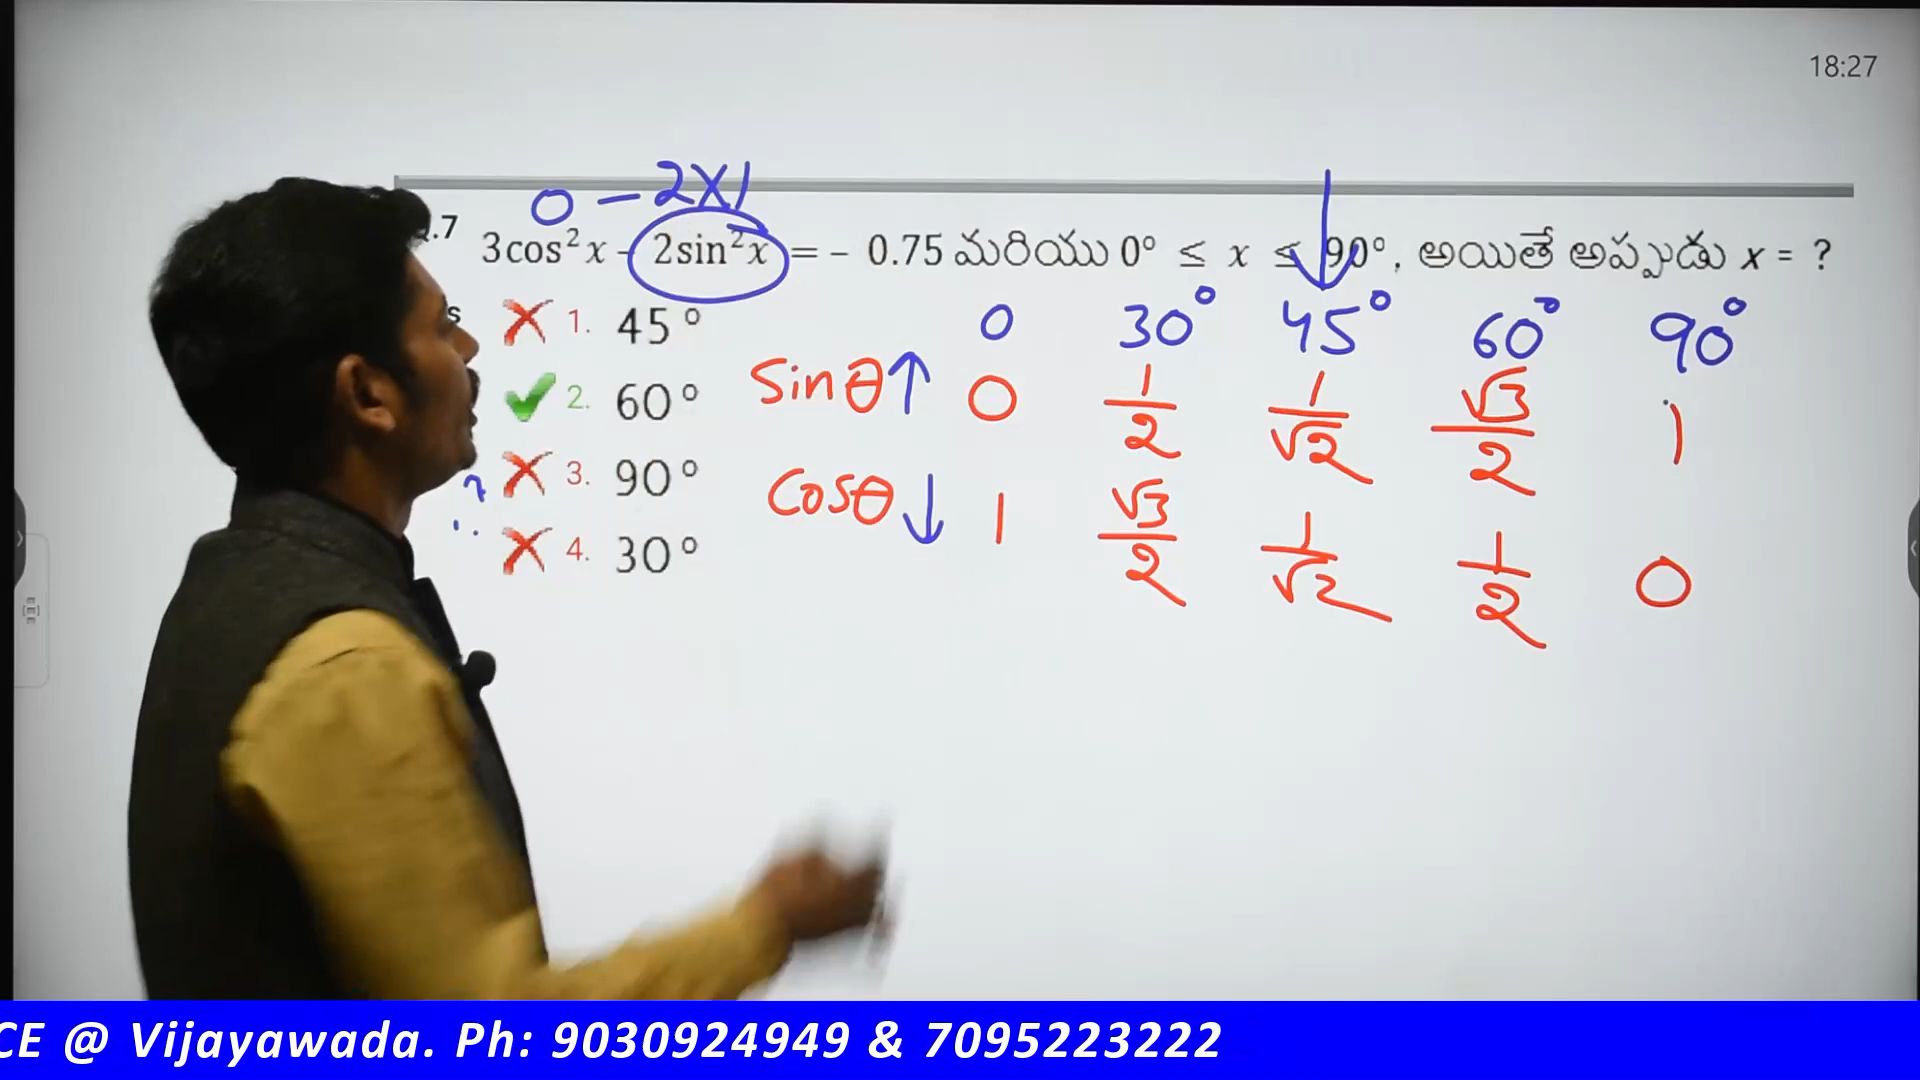 18:27
0 - 2X1
.7 3cos²x - 2sin²x = - 0.75 మరియు 0° ≤ x ≤ 90°, అయితే అప్పుడు x = ?
s 1. 45°
2. 60°
3. 90°
4. 30°
0 30° 45° 60° 90°
Sinθ↑ 0 1/2 1/√2 √3/2 1
Cosθ↓ 1 √3/2 1/√2 1/2 0
CE @ Vijayawada. Ph: 9030924949 & 7095223222